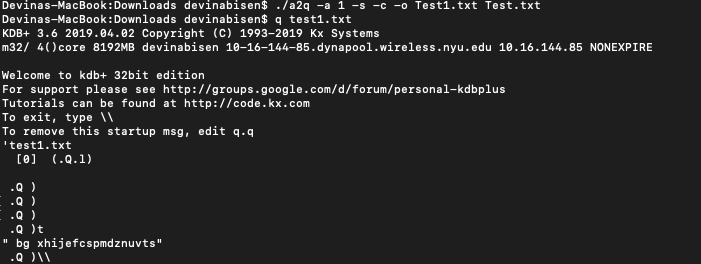 Devinas-MacBook:Downloads devinabisen$ ./a2q -a 1 -s -c -o Test1.txt Test.txt
Devinas-MacBook:Downloads devinabisen$ q test1.txt
KDB+ 3.6 2019.04.02 Copyright (C) 1993-2019 Kx Systems
m32/ 4()core 8192MB devinabisen 10-16-144-85.dynapool.wireless.nyu.edu 10.16.144.85 NONEXPIRE
Welcome to kdb+ 32bit edition
For support please see http://groups.google.com/d/forum/personal-kdbplus
Tutorials can be found at http://code.kx.com
To exit, type \\
To remove this startup msg, edit q.q
'test1.txt
[0]  (.Q.l)
.Q )
[ .Q )
[ .Q )
.Q )t
" bg xhijefcspmdznuvts"
.Q )\\